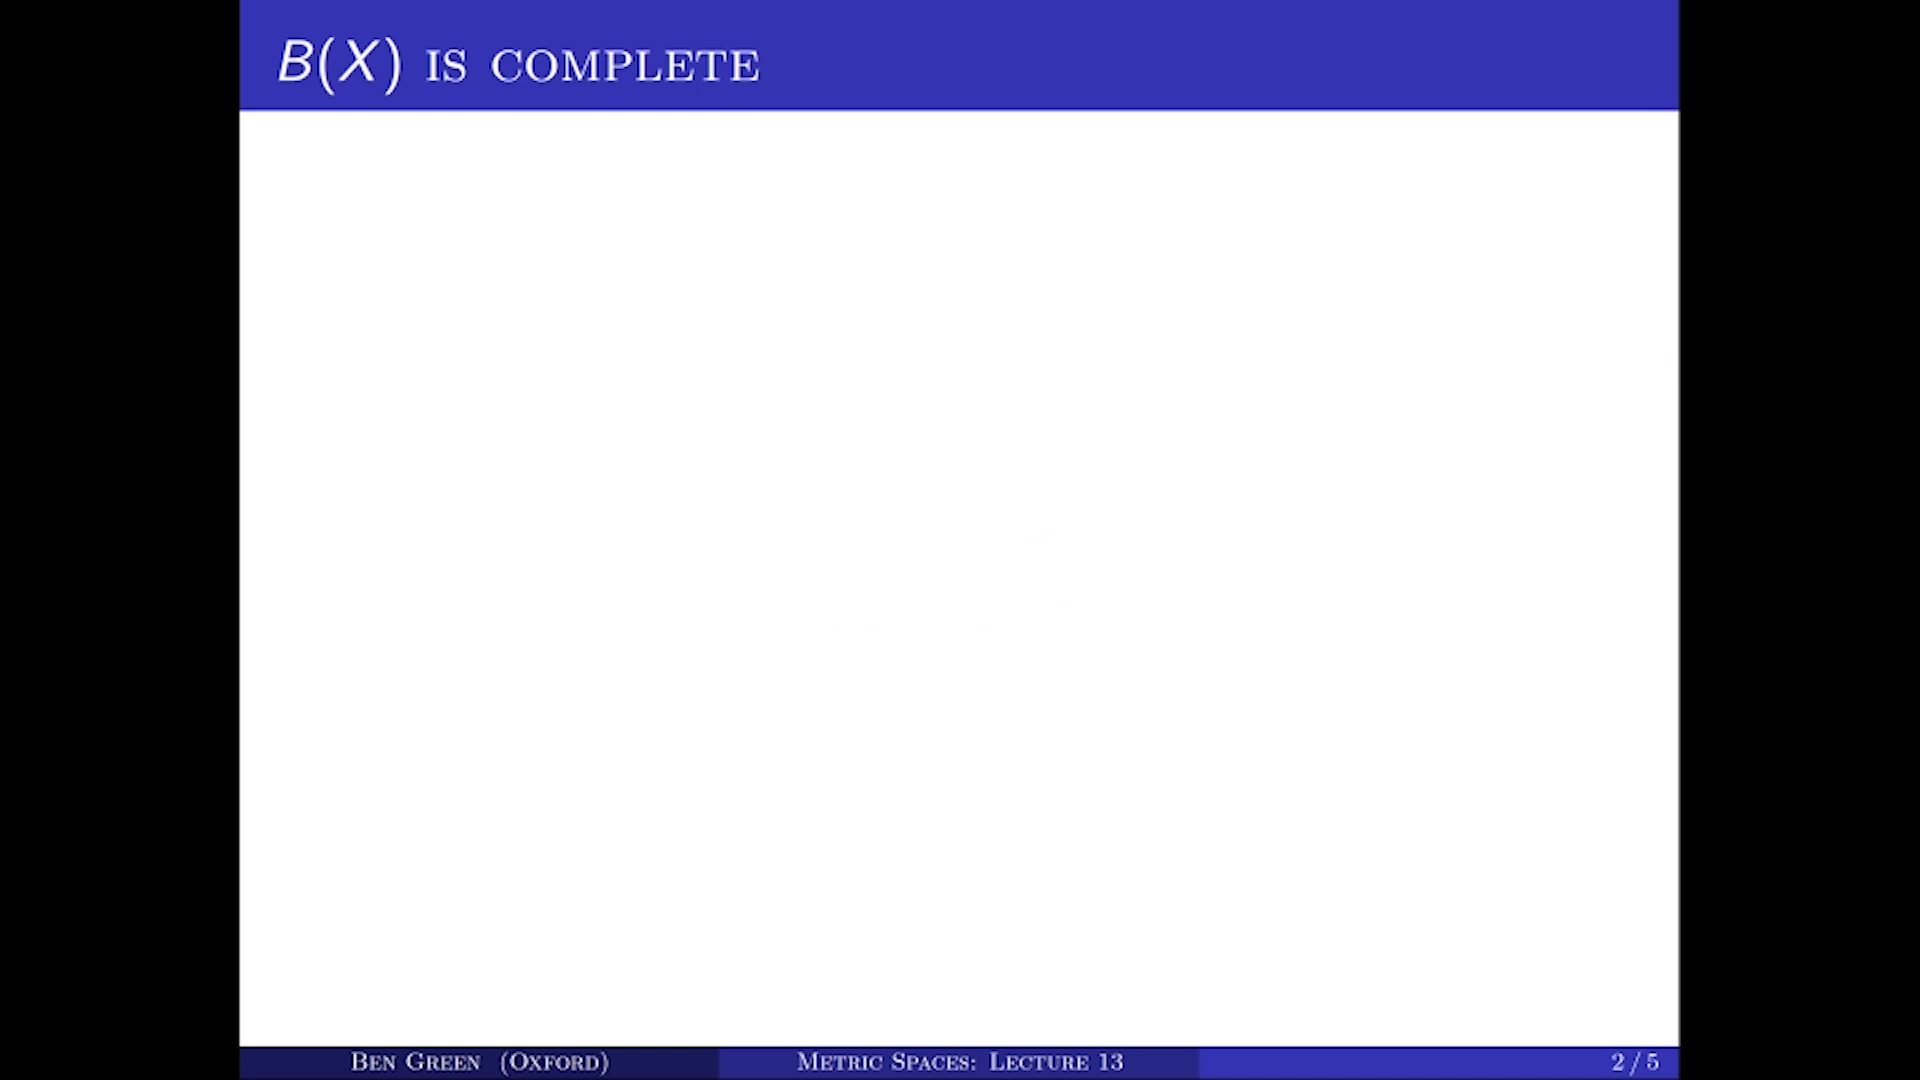 B(X) IS COMPLETE
BEN GREEN (OXFORD) METRIC SPACES: LECTURE 13 2 / 5